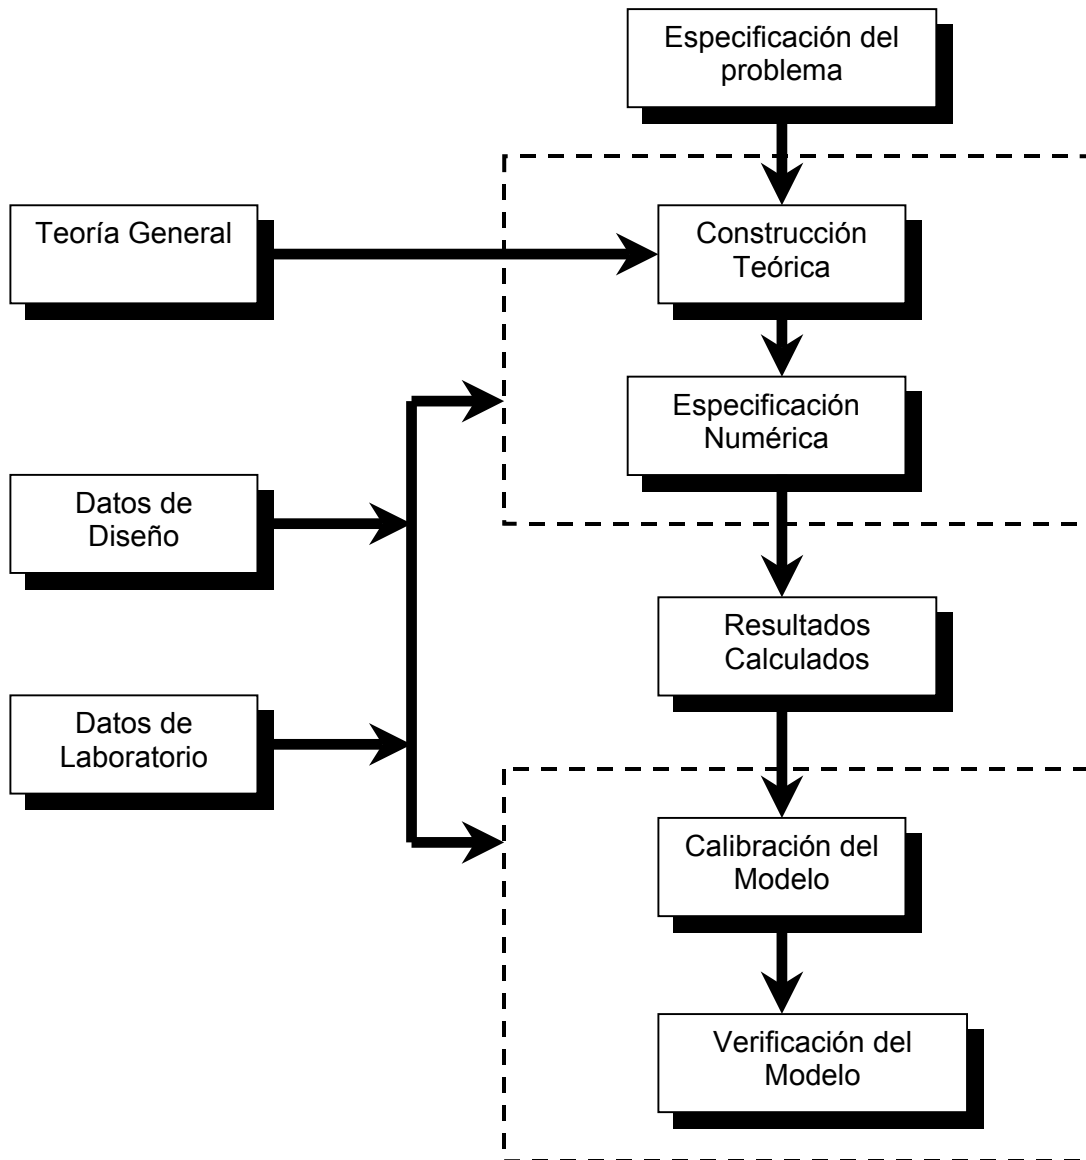 Especificación del
problema
Teoría General
Construcción
Teórica
Especificación
Numérica
Datos de
Diseño
Resultados
Calculados
Datos de
Laboratorio
Calibración del
Modelo
Verificación del
Modelo